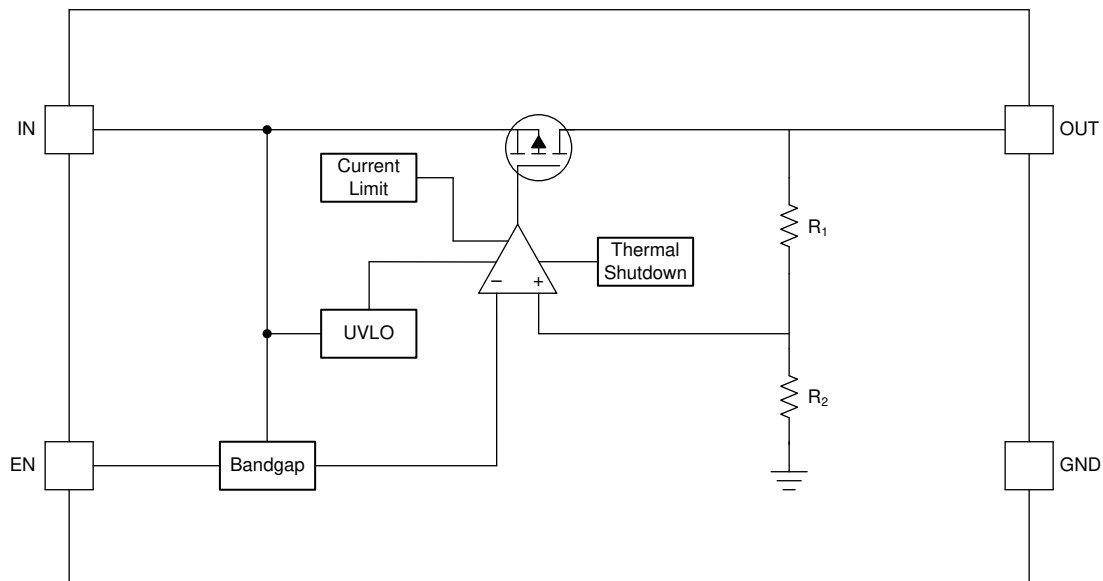 IN
OUT
Current
Limit
R₁
Thermal
Shutdown
− +
UVLO
R₂
EN
Bandgap
GND